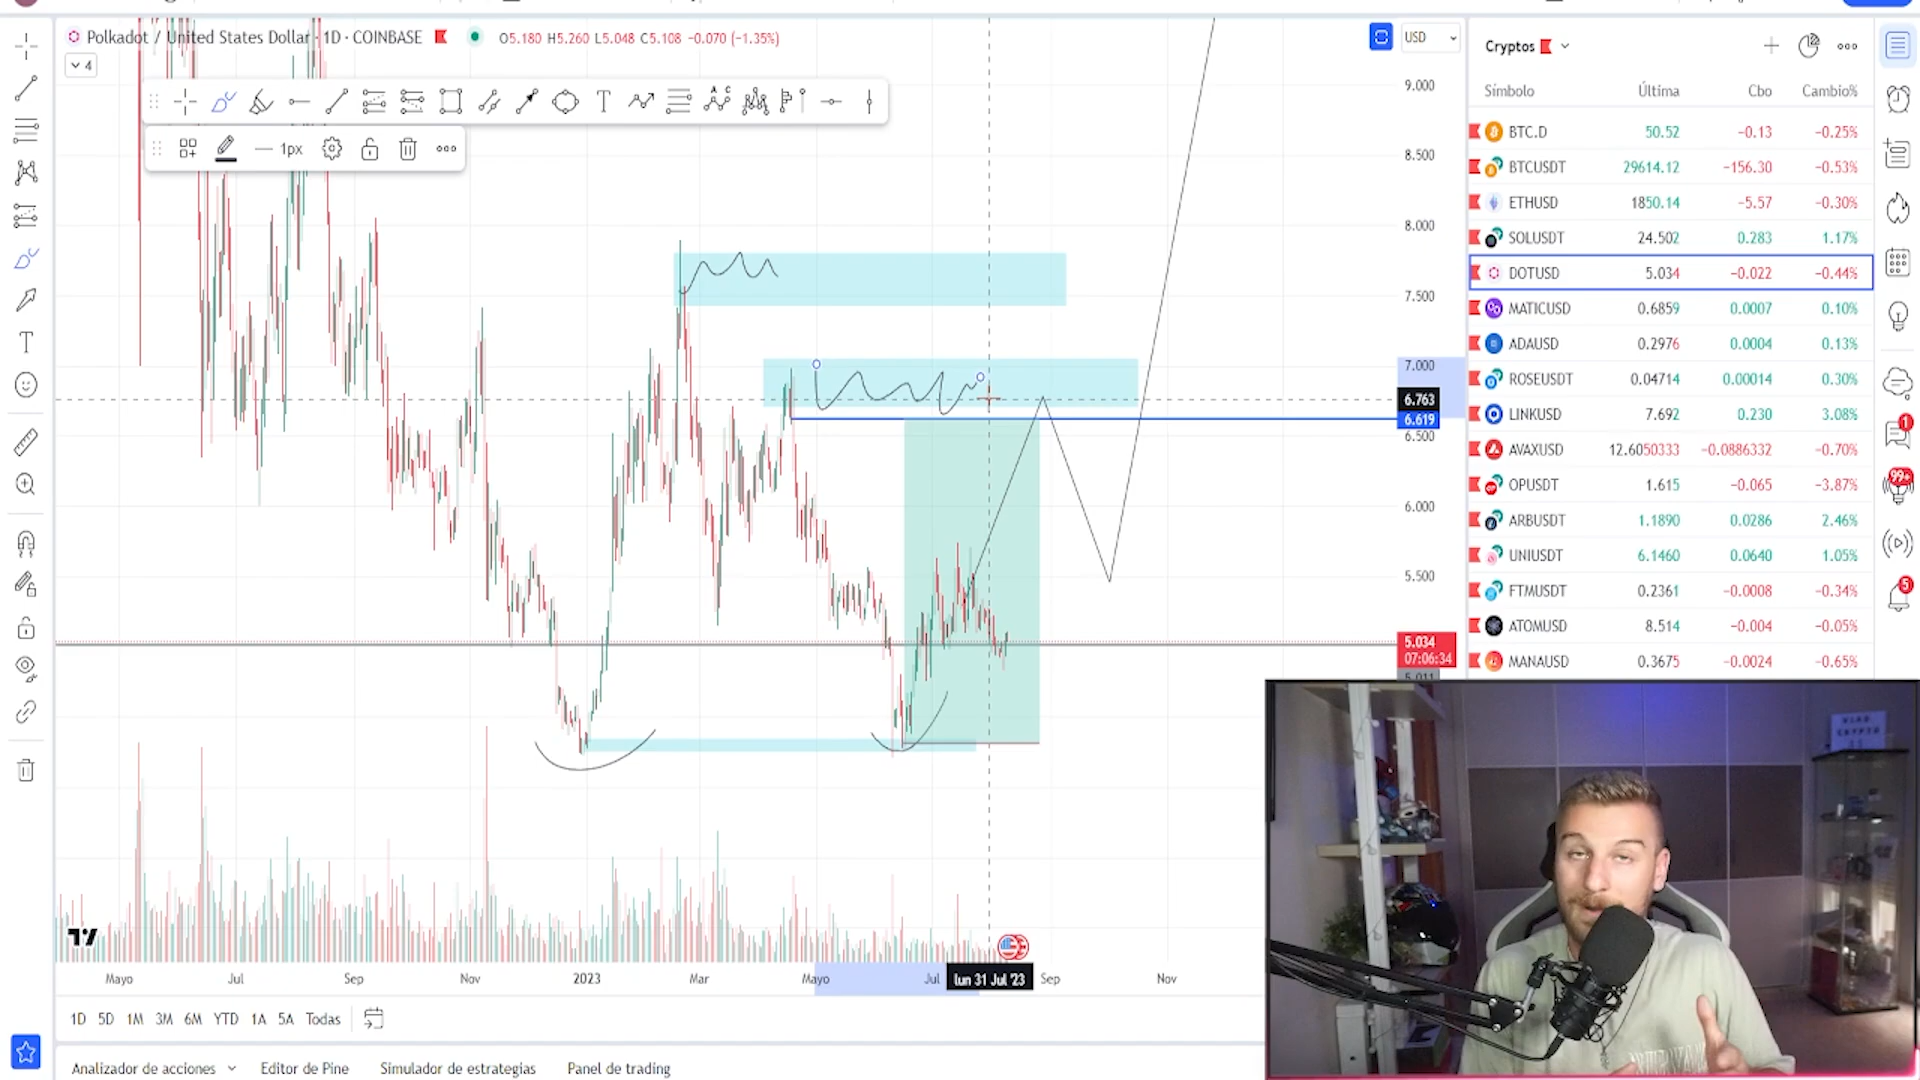 Polkadot / United States Dollar · 1D · COINBASE O5.180 H5.260 L5.048 C5.108 -0.070 (-1.35%)
4
1px
USD
9.000
8.500
8.000
7.500
7.000
6.763
6.619
6.500
6.000
5.500
5.034
07:06:34
5.011
Mayo Jul Sep Nov 2023 Mar Mayo Jul lun 31 Jul '23 Sep Nov
1D 5D 1M 3M 6M YTD 1A 5A Todas
Analizador de acciones Editor de Pine Simulador de estrategias Panel de trading
Cryptos
Símbolo Última Cbo Cambio%
BTC.D 50.52 -0.13 -0.25%
BTCUSDT 29614.12 -156.30 -0.53%
ETHUSD 1850.14 -5.57 -0.30%
SOLUSDT 24.502 0.283 1.17%
DOTUSD 5.034 -0.022 -0.44%
MATICUSD 0.6859 0.0007 0.10%
ADAUSD 0.2976 0.0004 0.13%
ROSEUSDT 0.04714 0.00014 0.30%
LINKUSD 7.692 0.230 3.08%
AVAXUSD 12.6050333 -0.0886332 -0.70%
OPUSDT 1.615 -0.065 -3.87%
ARBUSDT 1.1890 0.0286 2.46%
UNIUSDT 6.1460 0.0640 1.05%
FTMUSDT 0.2361 -0.0008 -0.34%
ATOMUSD 8.514 -0.004 -0.05%
MANAUSD 0.3675 -0.0024 -0.65%
1
99+
5
VLAD
CRYPTO